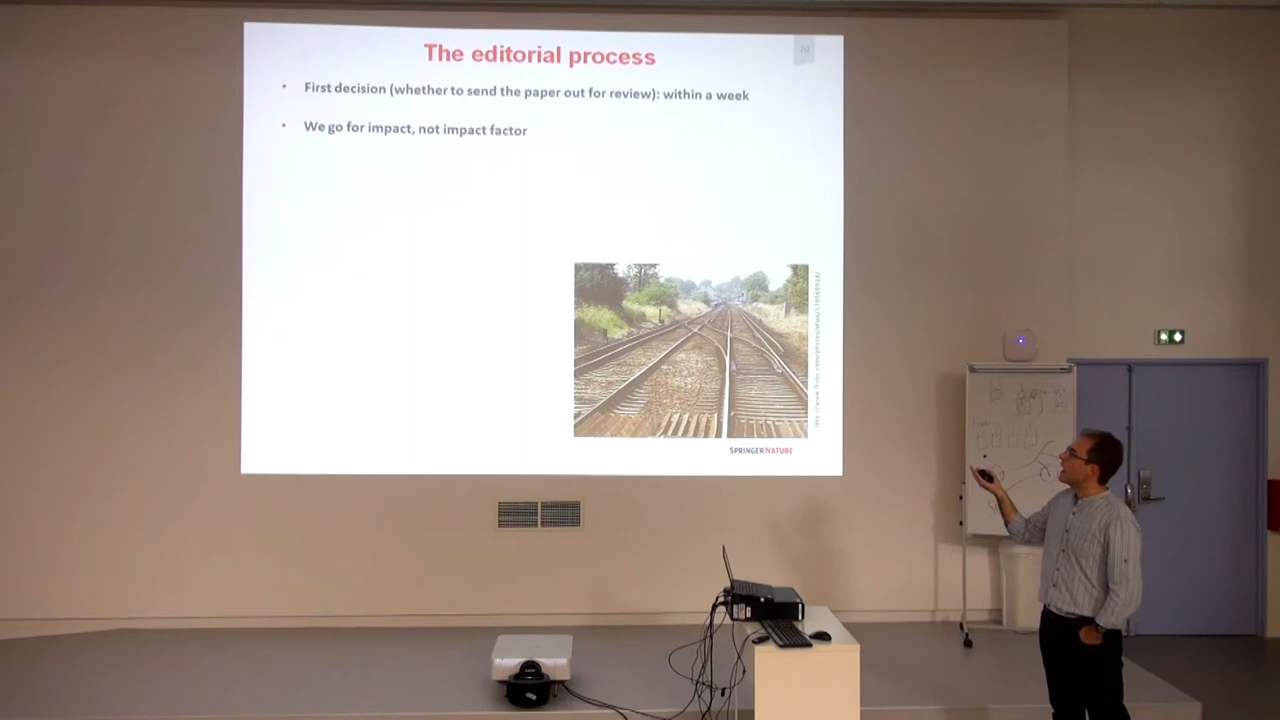 The editorial process
20
• First decision (whether to send the paper out for review): within a week
• We go for impact, not impact factor
SPRINGER NATURE